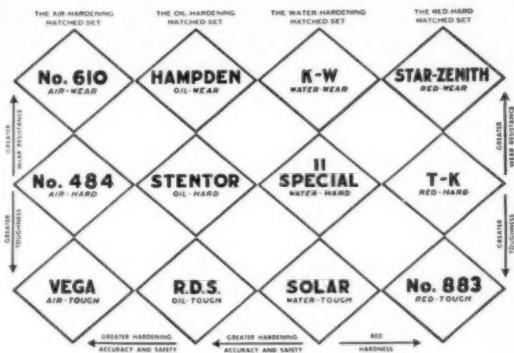 THE AIR-HARDENING
MATCHED SET
THE OIL-HARDENING
MATCHED SET
THE WATER-HARDENING
MATCHED SET
THE RED-HARD
MATCHED SET
No. 610
AIR-WEAR
HAMPDEN
OIL-WEAR
K-W
WATER-WEAR
STAR-ZENITH
RED-WEAR
GREATER
WEAR RESISTANCE
GREATER
WEAR RESISTANCE
No. 484
AIR-HARD
STENTOR
OIL-HARD
11
SPECIAL
WATER-HARD
T-K
RED-HARD
GREATER
TOUGHNESS
GREATER
TOUGHNESS
VEGA
AIR-TOUGH
R.D.S.
OIL-TOUGH
SOLAR
WATER-TOUGH
No. 883
RED-TOUGH
GREATER HARDENING
ACCURACY AND SAFETY
GREATER HARDENING
ACCURACY AND SAFETY
RED
HARDNESS